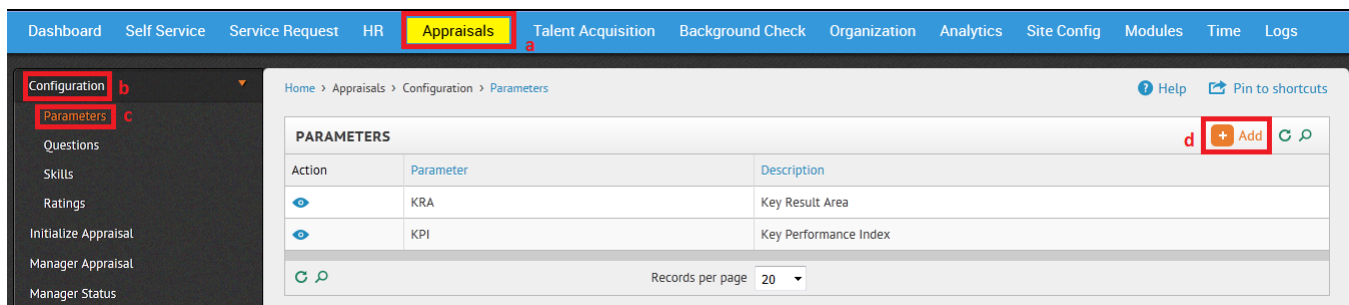 Dashboard Self Service Service Request HR Appraisals a Talent Acquisition Background Check Organization Analytics Site Config Modules Time Logs
Configuration b
Parameters c
Questions
Skills
Ratings
Initialize Appraisal
Manager Appraisal
Manager Status
Home > Appraisals > Configuration > Parameters
? Help Pin to shortcuts
PARAMETERS d + Add
Action Parameter Description
KRA Key Result Area
KPI Key Performance Index
Records per page 20